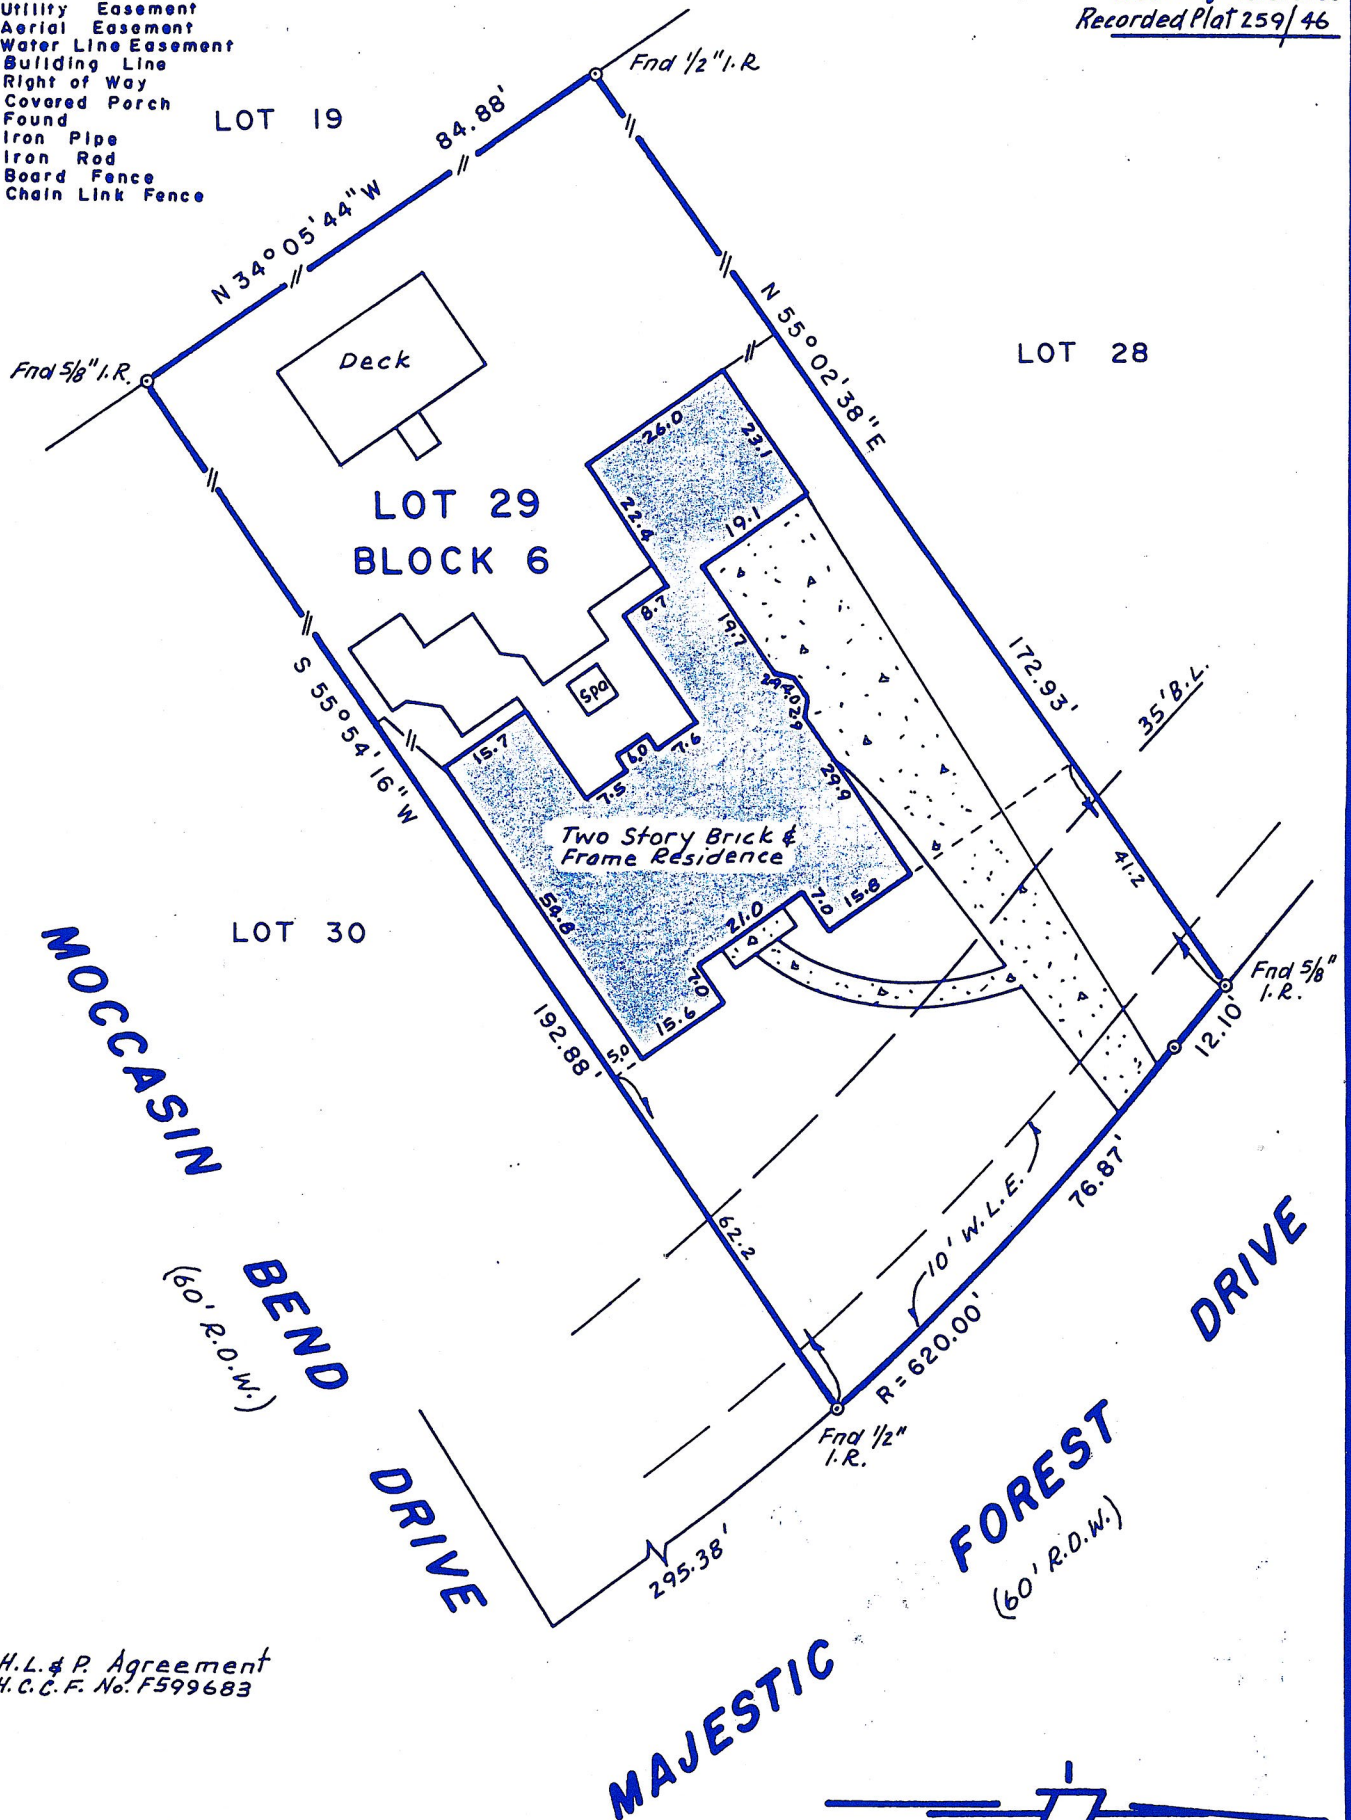 Utility Easement
Aerial Easement
Water Line Easement
Building Line
Right of Way
Covered Porch
Found
Iron Pipe
Iron Rod
Board Fence
Chain Link Fence
Recorded Plat 259/46
Fnd 1/2" I.R
LOT 19
84.88'
N 34° 05' 44" W
Fnd 5/8" I.R.
Deck
N 55° 02' 38" E
LOT 28
26.0
23.1
LOT 29
BLOCK 6
22.4
19.1
8.7
19.7
Spa
2.9
4.0
2.9
172.93'
35' B.L.
S 55° 54' 16" W
15.7
6.0
7.6
7.5
29.9
Two Story Brick &
Frame Residence
41.2
54.8
21.0
7.0
15.8
LOT 30
7.0
15.6
5.0
Fnd 5/8"
I.R.
12.10'
192.88'
76.87'
62.2
10' W.L.E.
R = 620.00'
Fnd 1/2"
I.R.
295.38'
MOCCASIN
BEND
DRIVE
(60' R.O.W.)
MAJESTIC
FOREST
DRIVE
(60' R.O.W.)
H.L. & P. Agreement
H.C.C.F. No. F599683